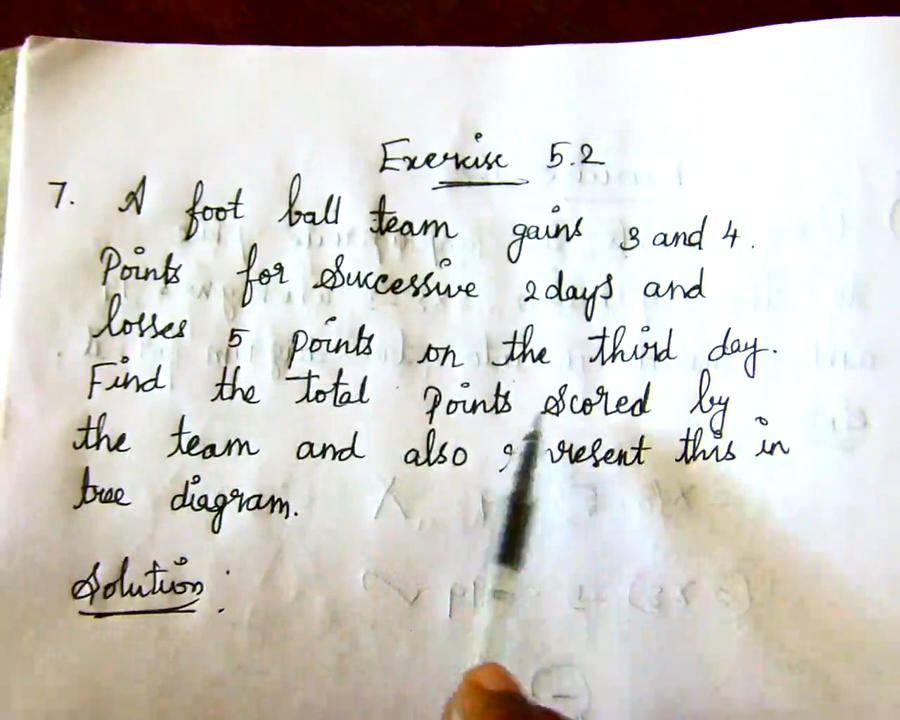 Exercise 5.2
7. A foot ball team gains 3 and 4.
Points for Successive 2 days and
losses 5 points on the third day.
Find the total points scored by
the team and also this in
tree diagram.
Solution: